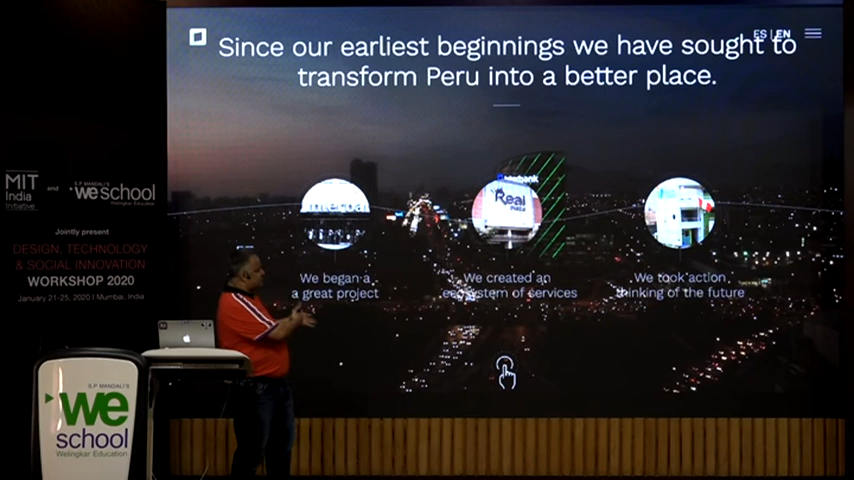 Since our earliest beginnings we have sought to
transform Peru into a better place.
ES | EN
Real
PLAZA
We began a
a great project
We created an
ecosystem of services
We took action
thinking of the future
MIT
India
Initiative
and
S.P. MANDALI'S
we school
Welingkar Education
Jointly present
DESIGN, TECHNOLOGY
& SOCIAL INNOVATION
WORKSHOP 2020
January 21-25, 2020 | Mumbai, India
S.P. MANDALI'S
we
school
Welingkar Education